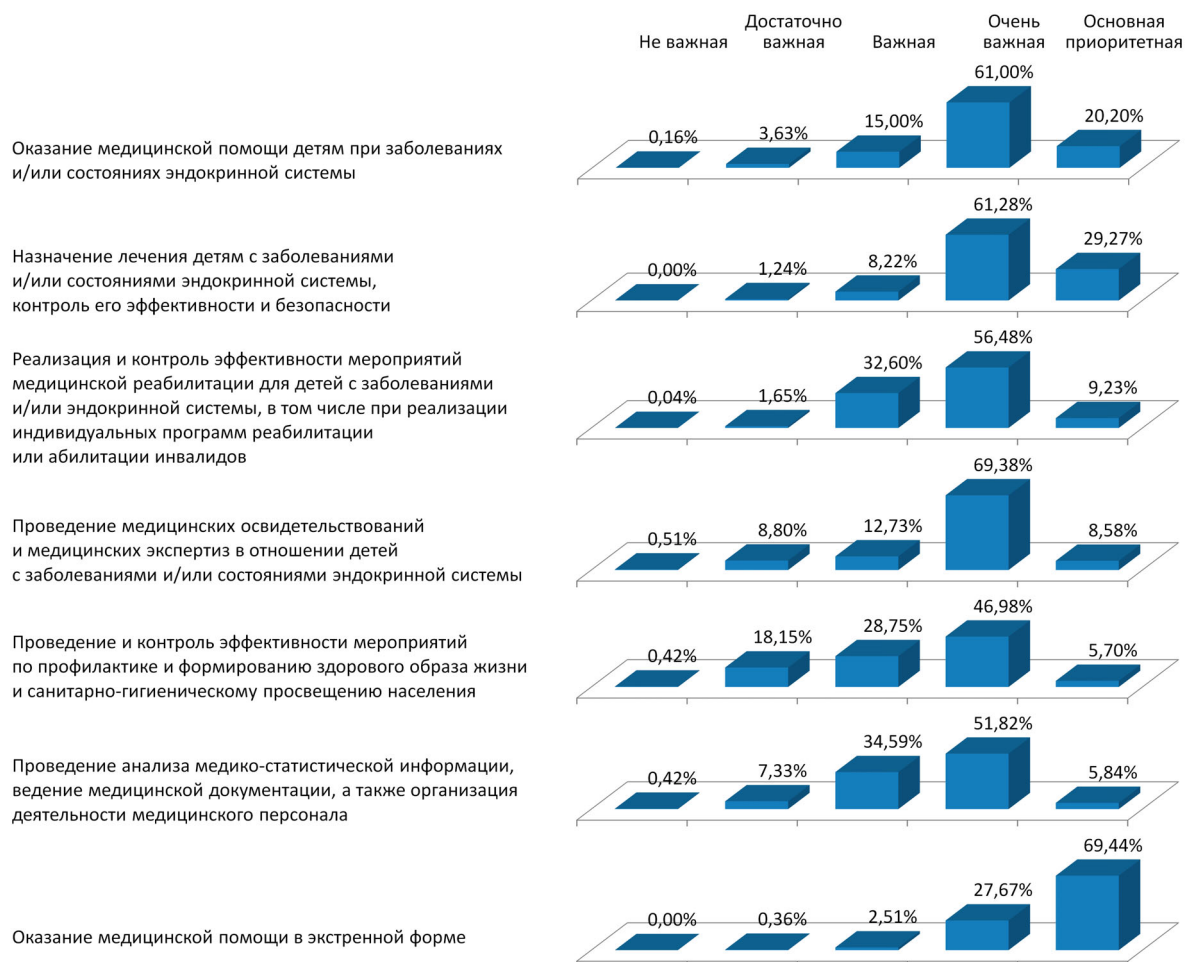 Не важная
Достаточно
важная
Важная
Очень
важная
Основная
приоритетная
Оказание медицинской помощи детям при заболеваниях
и/или состояниях эндокринной системы
0,16%
3,63%
15,00%
61,00%
20,20%
Назначение лечения детям с заболеваниями
и/или состояниями эндокринной системы,
контроль его эффективности и безопасности
0,00%
1,24%
8,22%
61,28%
29,27%
Реализация и контроль эффективности мероприятий
медицинской реабилитации для детей с заболеваниями
и/или эндокринной системы, в том числе при реализации
индивидуальных программ реабилитации
или абилитации инвалидов
0,04%
1,65%
32,60%
56,48%
9,23%
Проведение медицинских освидетельствований
и медицинских экспертиз в отношении детей
с заболеваниями и/или состояниями эндокринной системы
0,51%
8,80%
12,73%
69,38%
8,58%
Проведение и контроль эффективности мероприятий
по профилактике и формированию здорового образа жизни
и санитарно-гигиеническому просвещению населения
0,42%
18,15%
28,75%
46,98%
5,70%
Проведение анализа медико-статистической информации,
ведение медицинской документации, а также организация
деятельности медицинского персонала
0,42%
7,33%
34,59%
51,82%
5,84%
Оказание медицинской помощи в экстренной форме
0,00%
0,36%
2,51%
27,67%
69,44%